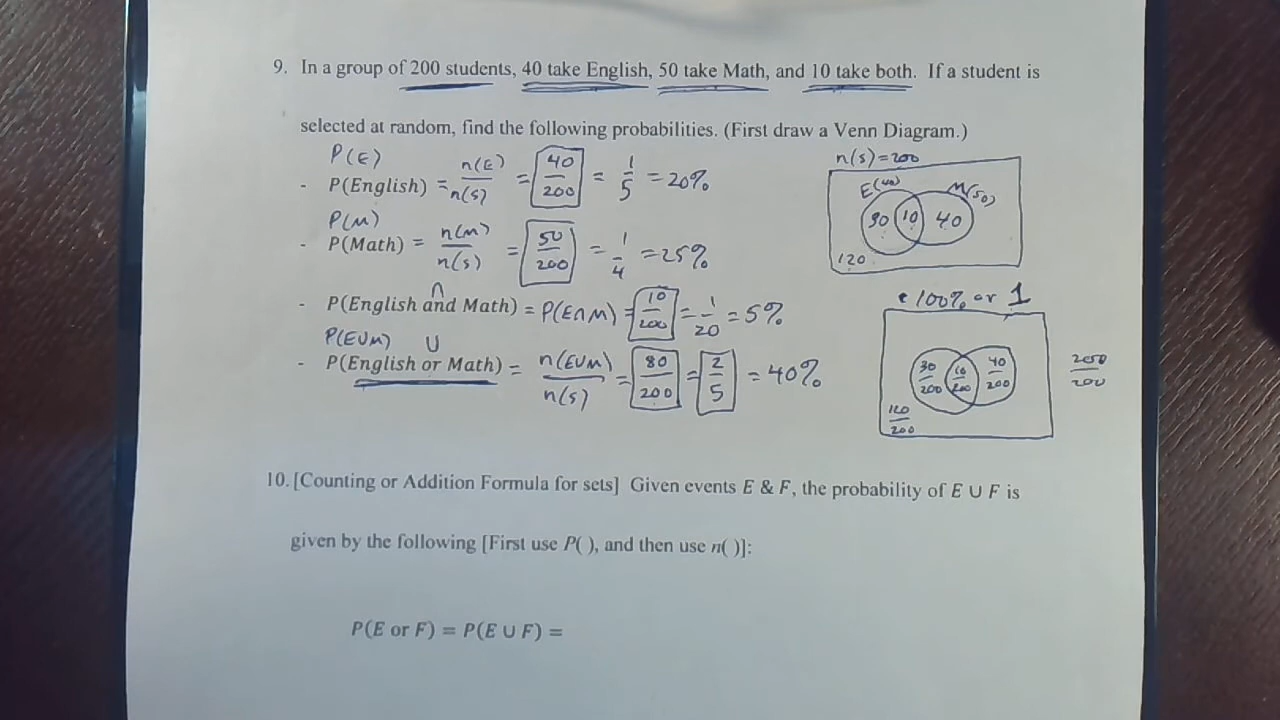 9. In a group of 200 students, 40 take English, 50 take Math, and 10 take both. If a student is
selected at random, find the following probabilities. (First draw a Venn Diagram.)
P(E)
- P(English) = n(E)/n(S) = 40/200 = 1/5 = 20%
P(M)
- P(Math) = n(M)/n(S) = 50/200 = 1/4 = 25%
∩
- P(English and Math) = P(E∩M) = 10/200 = 1/20 = 5%
P(E∪M) ∪
- P(English or Math) = n(E∪M)/n(S) = 80/200 = 2/5 = 40%
n(S)=200
E(40) M(50)
30 10 40
120
100% or 1
30/200 10/200 40/200
120/200
200/200
10. [Counting or Addition Formula for sets] Given events E & F, the probability of E ∪ F is
given by the following [First use P( ), and then use n( )]:
P(E or F) = P(E ∪ F) =